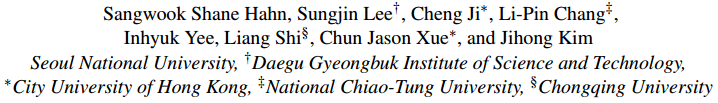 Sangwook Shane Hahn, Sungjin Lee†, Cheng Ji*, Li-Pin Chang‡,
Inhyuk Yee, Liang Shi§, Chun Jason Xue*, and Jihong Kim
Seoul National University, †Daegu Gyeongbuk Institute of Science and Technology,
*City University of Hong Kong, ‡National Chiao-Tung University, §Chongqing University